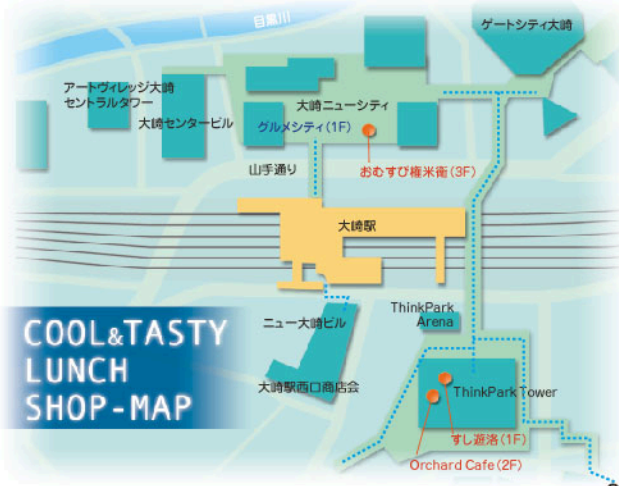 目黒川
ゲートシティ大崎
アートヴィレッジ大崎
セントラルタワー
大崎センタービル
大崎ニューシティ
グルメシティ(1F)
おむすび権米衛(3F)
山手通り
大崎駅
ThinkPark
Arena
ニュー大崎ビル
大崎駅西口商店会
COOL&TASTY
LUNCH
SHOP-MAP
ThinkPark Tower
すし遊洛(1F)
Orchard Cafe(2F)